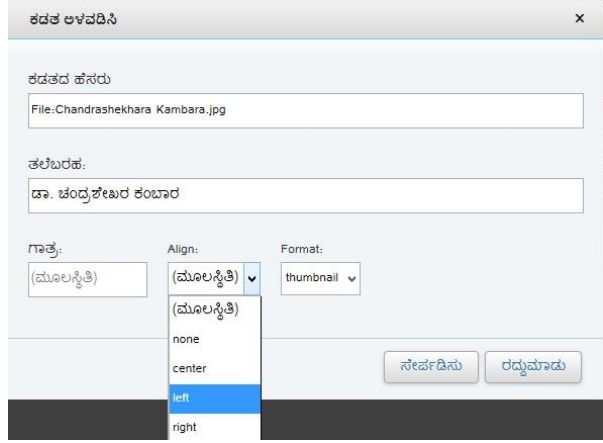 ಕಡತ ಅಳವಡಿಸಿ ×
ಕಡತದ ಹೆಸರು
File:Chandrashekhara Kambara.jpg
ತಲೆಬರಹ:
ಡಾ. ಚಂದ್ರಶೇಖರ ಕಂಬಾರ
ಗಾತ್ರ: Align: Format:
(ಮೂಲಸ್ಥಿತಿ) (ಮೂಲಸ್ಥಿತಿ) thumbnail
(ಮೂಲಸ್ಥಿತಿ)
none
center
left
ಸೇರ್ಪಡಿಸು ರದ್ದುಮಾಡು
right